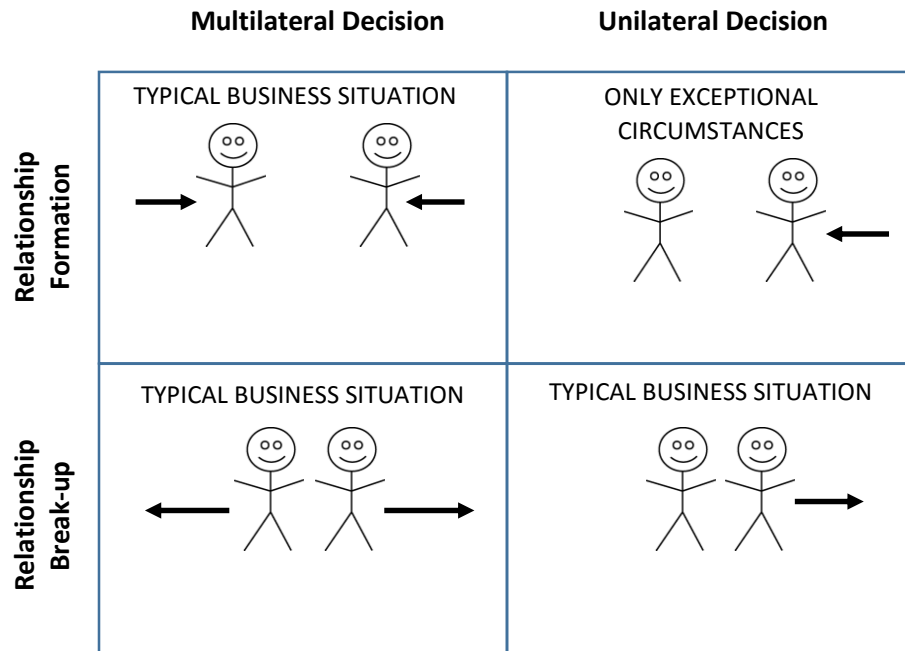 Multilateral Decision
Unilateral Decision
Relationship
Formation
TYPICAL BUSINESS SITUATION
ONLY EXCEPTIONAL
CIRCUMSTANCES
Relationship
Break-up
TYPICAL BUSINESS SITUATION
TYPICAL BUSINESS SITUATION